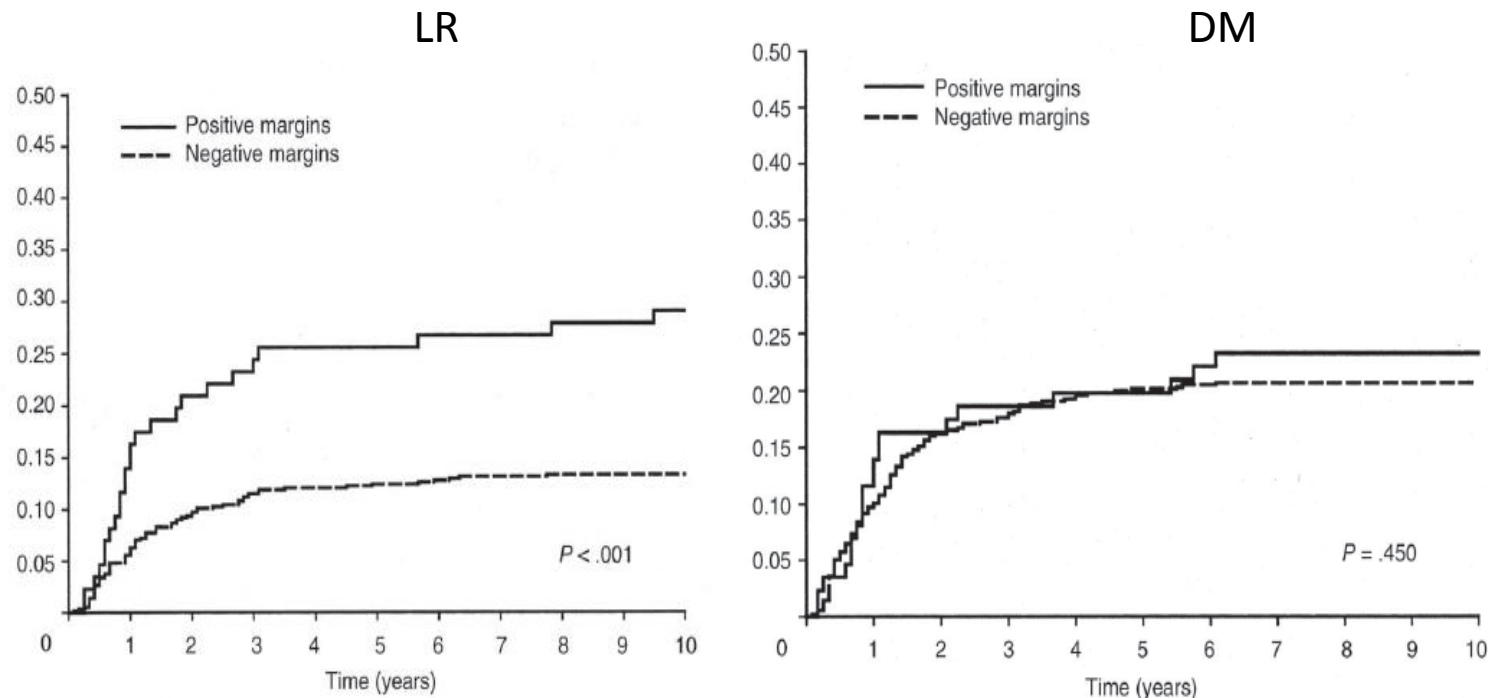 LR
0.50
0.45
0.40
0.35
0.30
0.25
0.20
0.15
0.10
0.05
0
Positive margins
Negative margins
P < .001
1 2 3 4 5 6 7 8 9 10
Time (years)
DM
0.50
0.45
0.40
0.35
0.30
0.25
0.20
0.15
0.10
0.05
0
Positive margins
Negative margins
P = .450
1 2 3 4 5 6 7 8 9 10
Time (years)